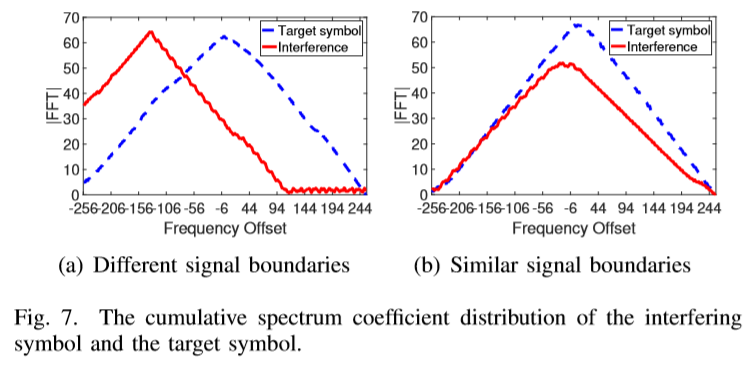 70
60
50
40
30
20
10
0
|FFT|
Target symbol
Interference
-256-206-156-106 -56 -6 44 94 144 194 244
Frequency Offset
(a) Different signal boundaries
70
60
50
40
30
20
10
0
|FFT|
Target symbol
Interference
-256-206-156-106 -56 -6 44 94 144 194 244
Frequency Offset
(b) Similar signal boundaries
Fig. 7. The cumulative spectrum coefficient distribution of the interfering
symbol and the target symbol.